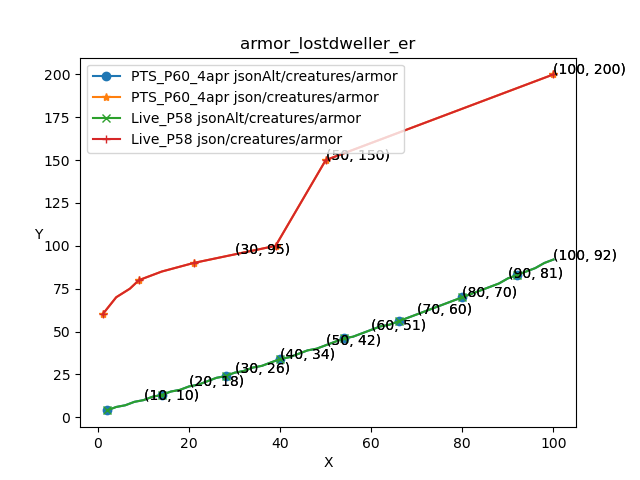 armor_lostdweller_er
PTS_P60_4apr jsonAlt/creatures/armor
PTS_P60_4apr json/creatures/armor
Live_P58 jsonAlt/creatures/armor
Live_P58 json/creatures/armor
(100, 200)
(50, 150)
(30, 95)
(100, 92)
(90, 81)
(80, 70)
(70, 60)
(60, 51)
(50, 42)
(40, 34)
(30, 26)
(20, 18)
(10, 10)
200
175
150
125
100
75
50
25
0
Y
0 20 40 60 80 100
X